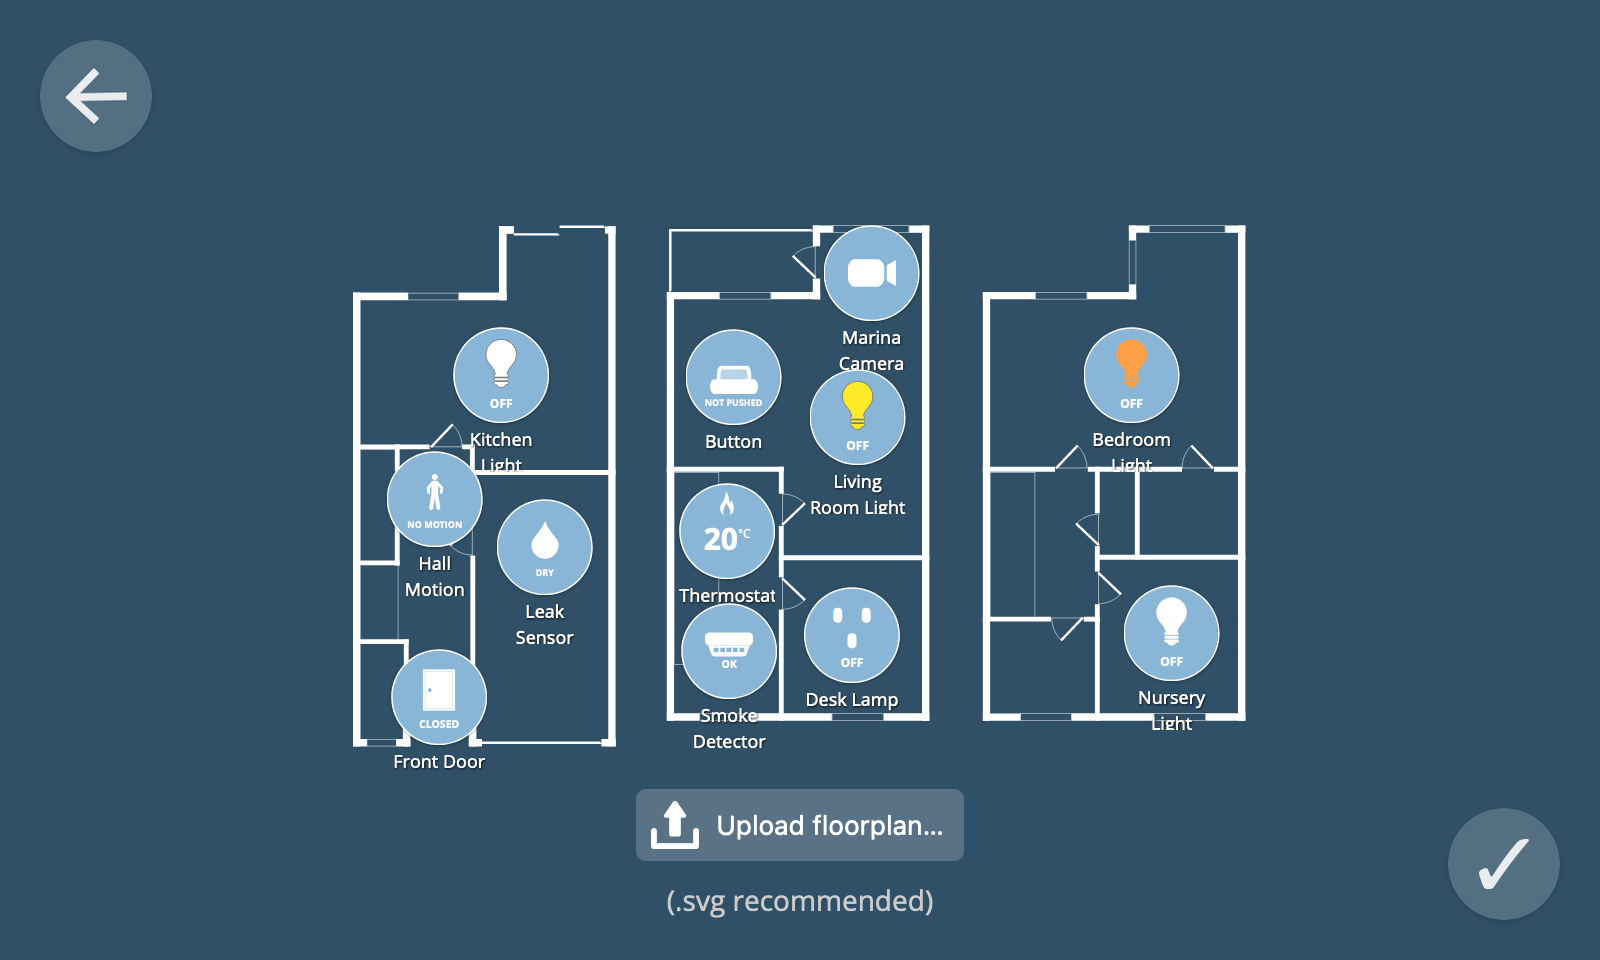 OFF
Kitchen
Light
NO MOTION
Hall
Motion
DRY
Leak
Sensor
CLOSED
Front Door
Marina
Camera
NOT PUSHED
Button
OFF
Living
Room Light
20°C
Thermostat
OK
Smoke
Detector
OFF
Desk Lamp
OFF
Bedroom
Light
OFF
Nursery
Light
Upload floorplan...
(.svg recommended)